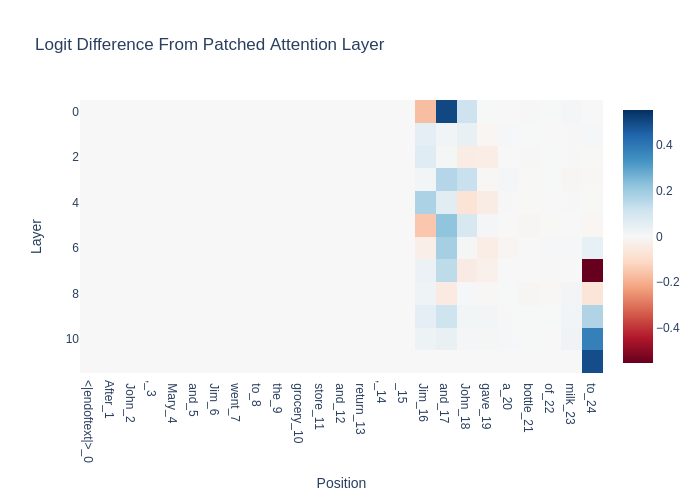 Logit Difference From Patched Attention Layer
Layer
0
2
4
6
8
10
0.4
0.2
0
−0.2
−0.4
<|endoftext|>_0
After_1
John_2
,_3
Mary_4
and_5
Jim_6
went_7
to_8
the_9
grocery_10
store_11
and_12
return_13
,_14
_15
Jim_16
and_17
John_18
gave_19
a_20
bottle_21
of_22
milk_23
to_24
Position